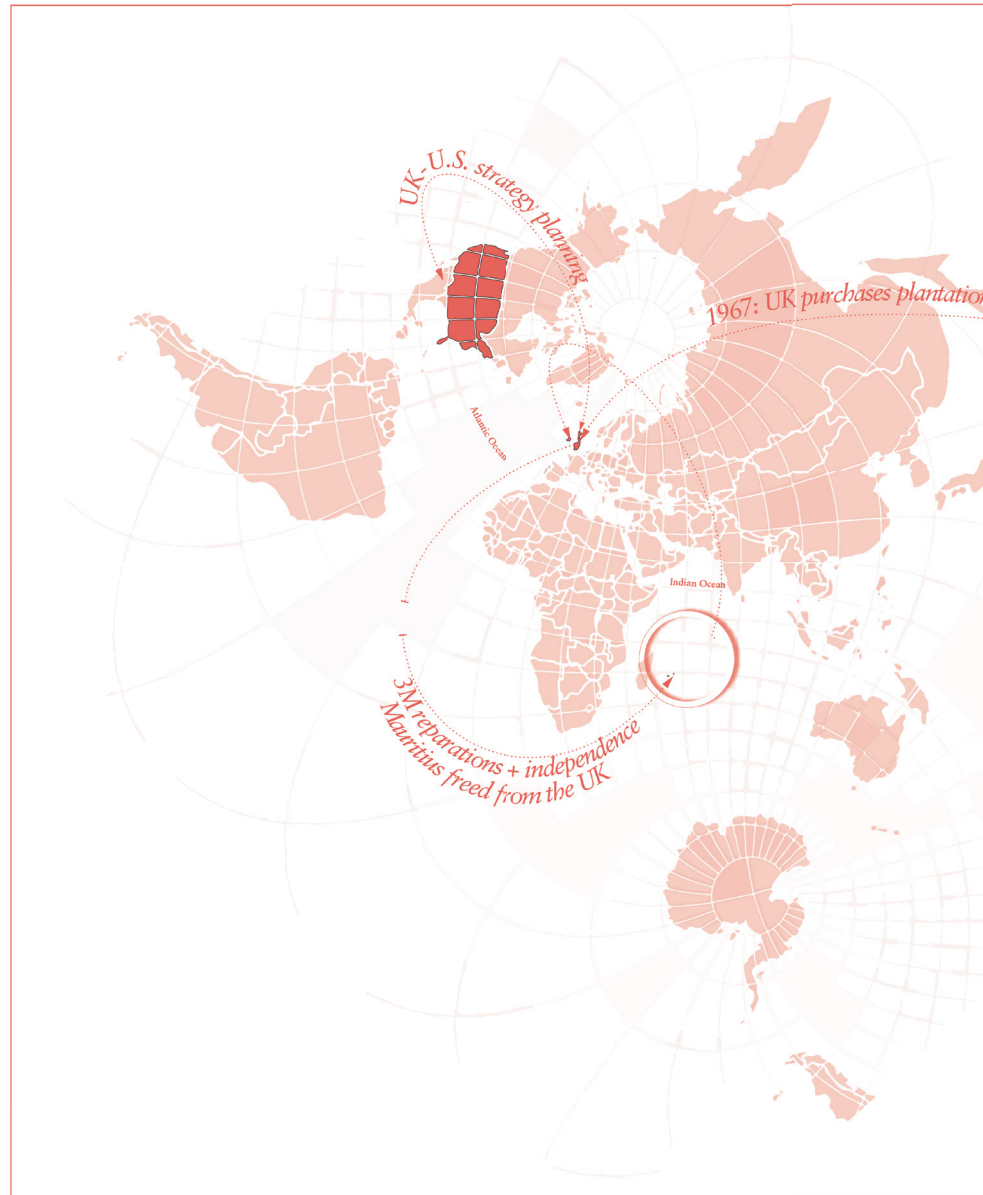 UK-U.S. strategy planning
1967: UK purchases plantation
Atlantic Ocean
Indian Ocean
3M reparations + independence
Mauritius freed from the UK